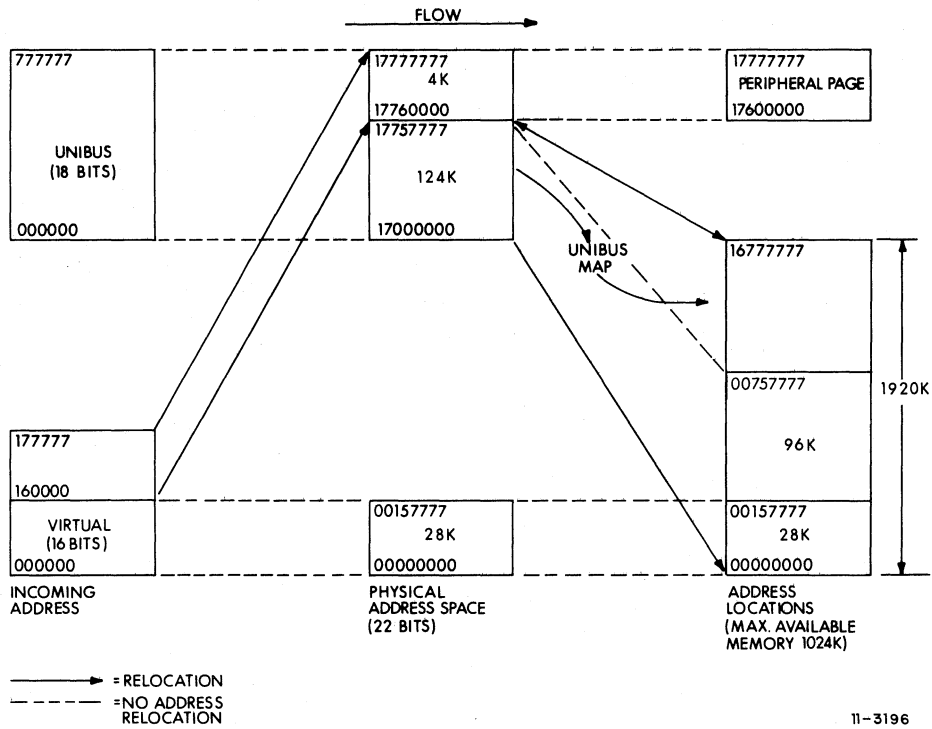 FLOW
777777
UNIBUS
(18 BITS)
000000
177777
160000
VIRTUAL
(16 BITS)
000000
INCOMING
ADDRESS
17777777
4K
17760000
17757777
124K
17000000
00157777
28K
00000000
PHYSICAL
ADDRESS SPACE
(22 BITS)
UNIBUS
MAP
17777777
PERIPHERAL PAGE
17600000
16777777
00757777
96K
00157777
28K
00000000
1920K
ADDRESS
LOCATIONS
(MAX. AVAILABLE
MEMORY 1024K)
=RELOCATION
=NO ADDRESS
RELOCATION
11-3196